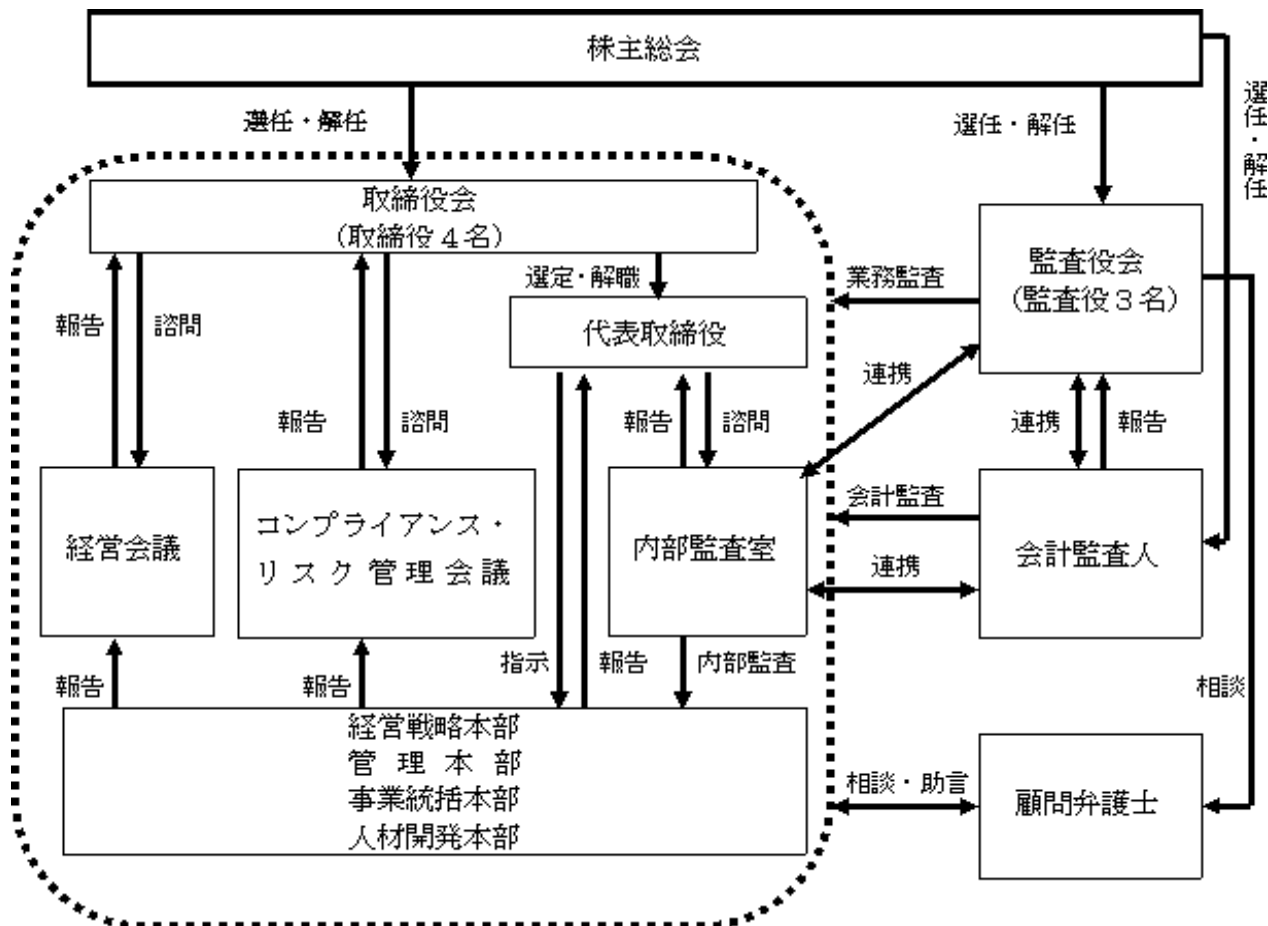 株主総会
選任・解任
選任・解任
選任・解任
取締役会
(取締役4名)
選定・解職
代表取締役
業務監査
監査役会
(監査役3名)
報告
諮問
報告
諮問
報告
諮問
連携
連携
報告
経営会議
コンプライアンス・
リスク管理会議
内部監査室
会計監査
連携
会計監査人
報告
報告
指示
報告
内部監査
相談
経営戦略本部
管理本部
事業統括本部
人材開発本部
相談・助言
顧問弁護士